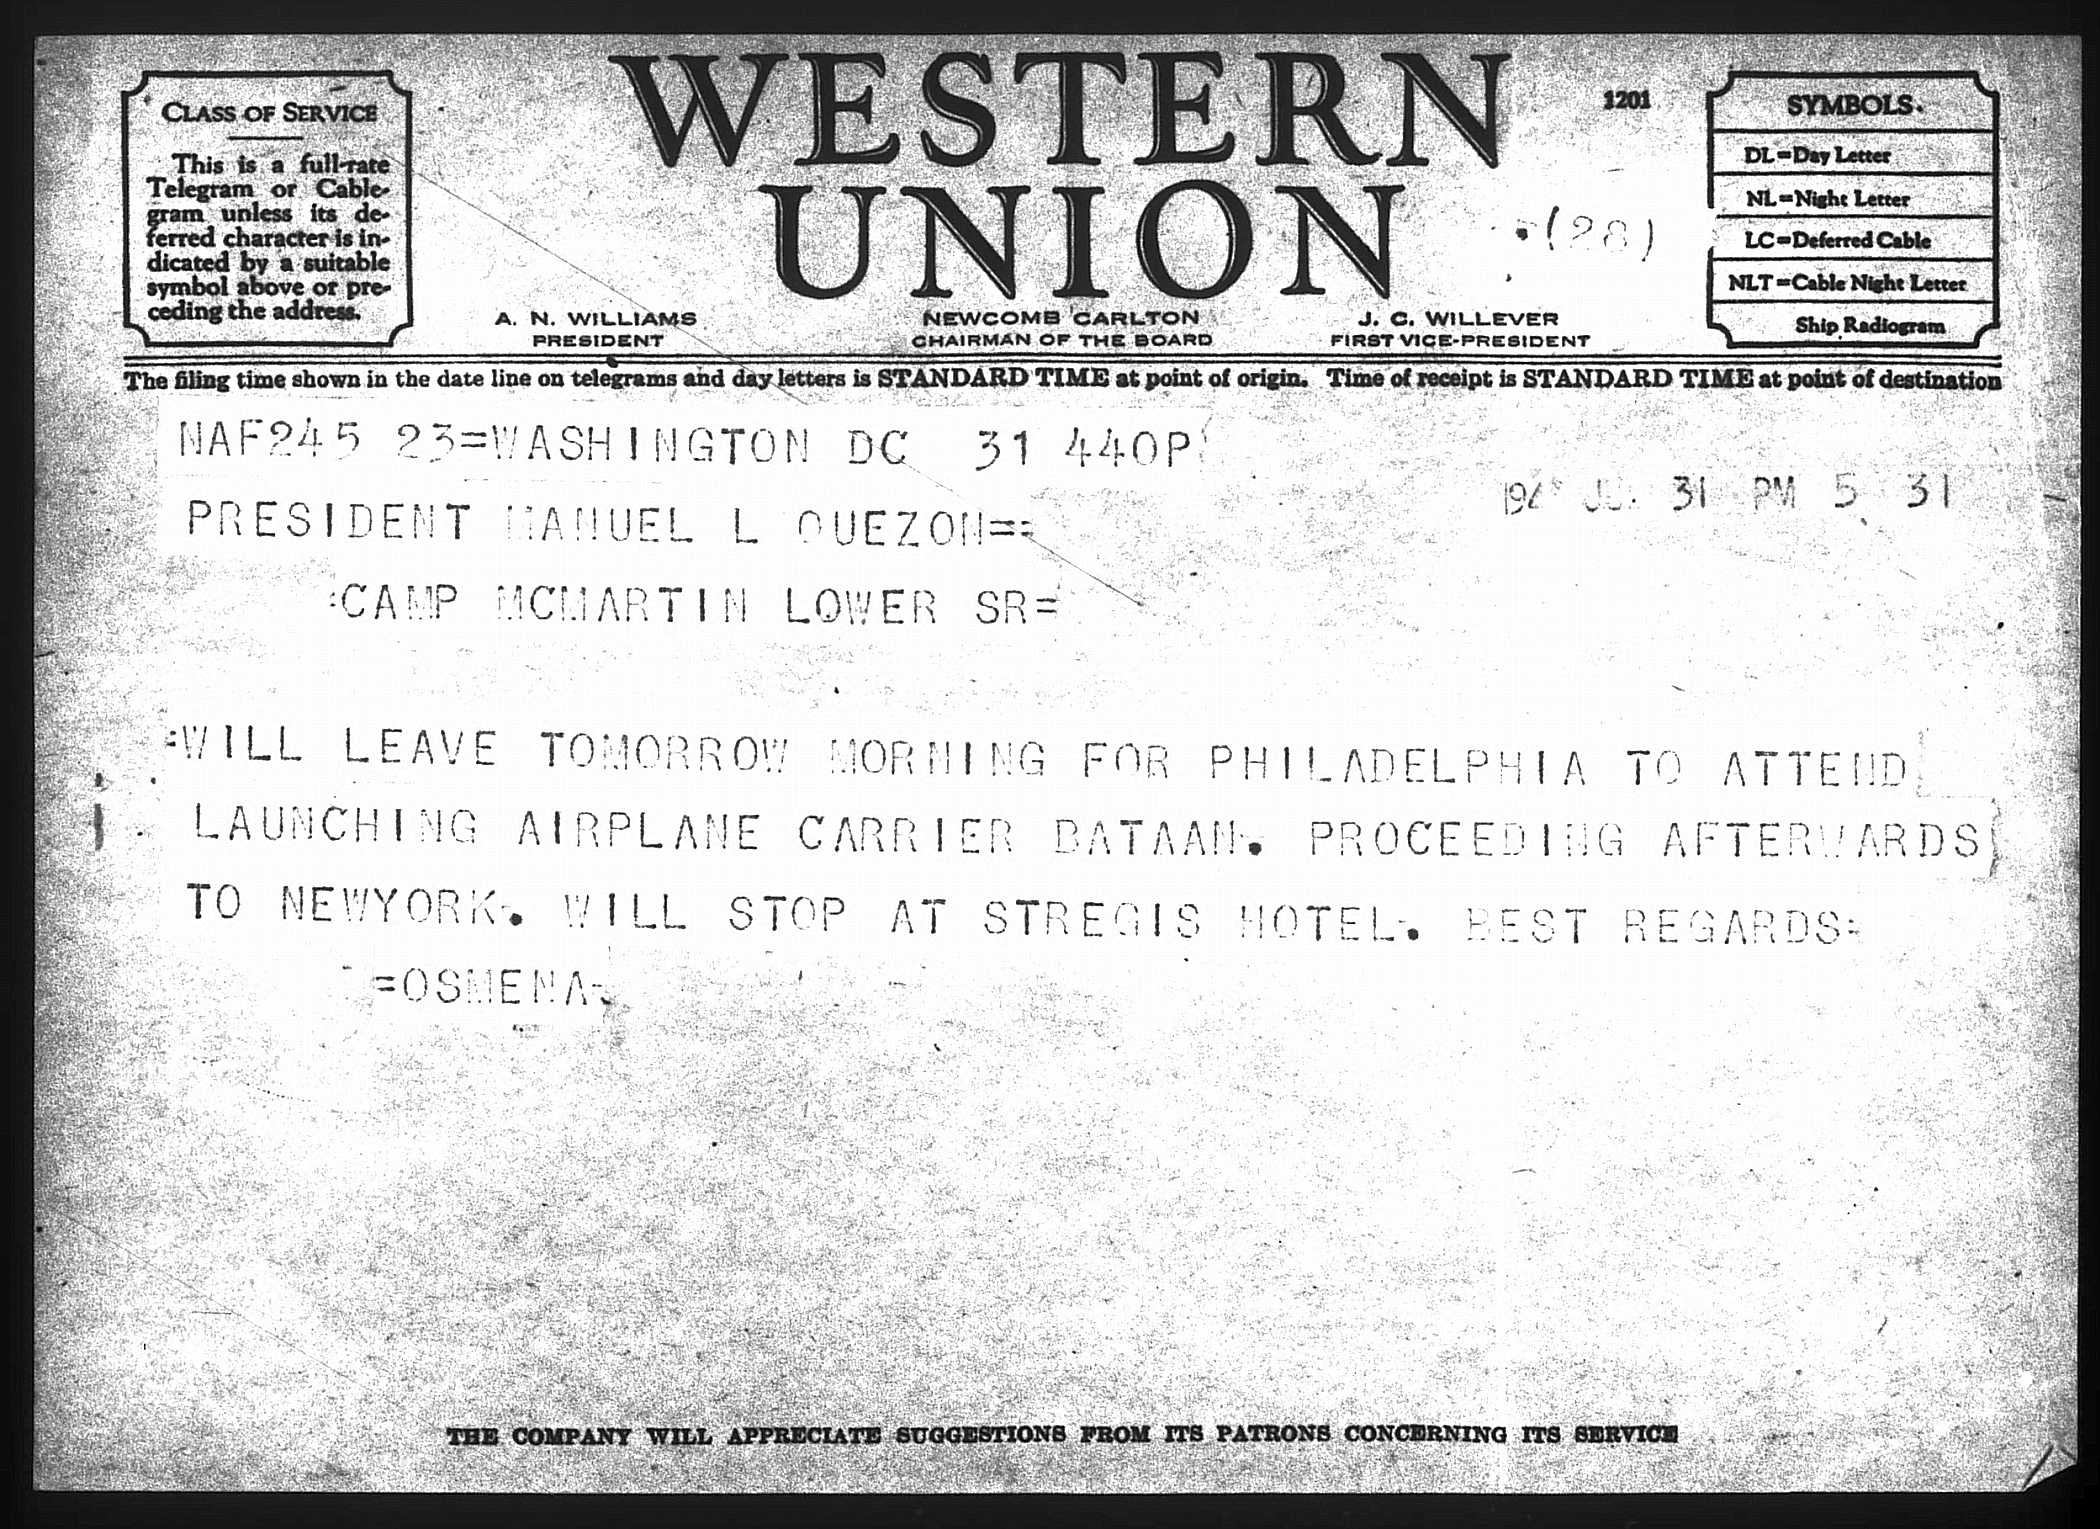 CLASS OF SERVICE
This is a full-rate
Telegram or Cable-
gram unless its de-
ferred character is in-
dicated by a suitable
symbol above or pre-
ceding the address.
WESTERN
UNION
1201
(28)
A. N. WILLIAMS
PRESIDENT
NEWCOMB CARLTON
CHAIRMAN OF THE BOARD
J. C. WILLEVER
FIRST VICE-PRESIDENT
SYMBOLS
DL=Day Letter
NL=Night Letter
LC=Deferred Cable
NLT=Cable Night Letter
Ship Radiogram
The filing time shown in the date line on telegrams and day letters is STANDARD TIME at point of origin. Time of receipt is STANDARD TIME at point of destination
NAF245 23=WASHINGTON DC 31 440P
31 PM 5 31
PRESIDENT MANUEL L QUEZON=
:CAMP MCMARTIN LOWER SR=
=WILL LEAVE TOMORROW MORNING FOR PHILADELPHIA TO ATTEND
LAUNCHING AIRPLANE CARRIER BATAAN. PROCEEDING AFTERWARDS
TO NEWYORK. WILL STOP AT STREGIS HOTEL. BEST REGARDS=
=OSMENA.
THE COMPANY WILL APPRECIATE SUGGESTIONS FROM ITS PATRONS CONCERNING ITS SERVICE